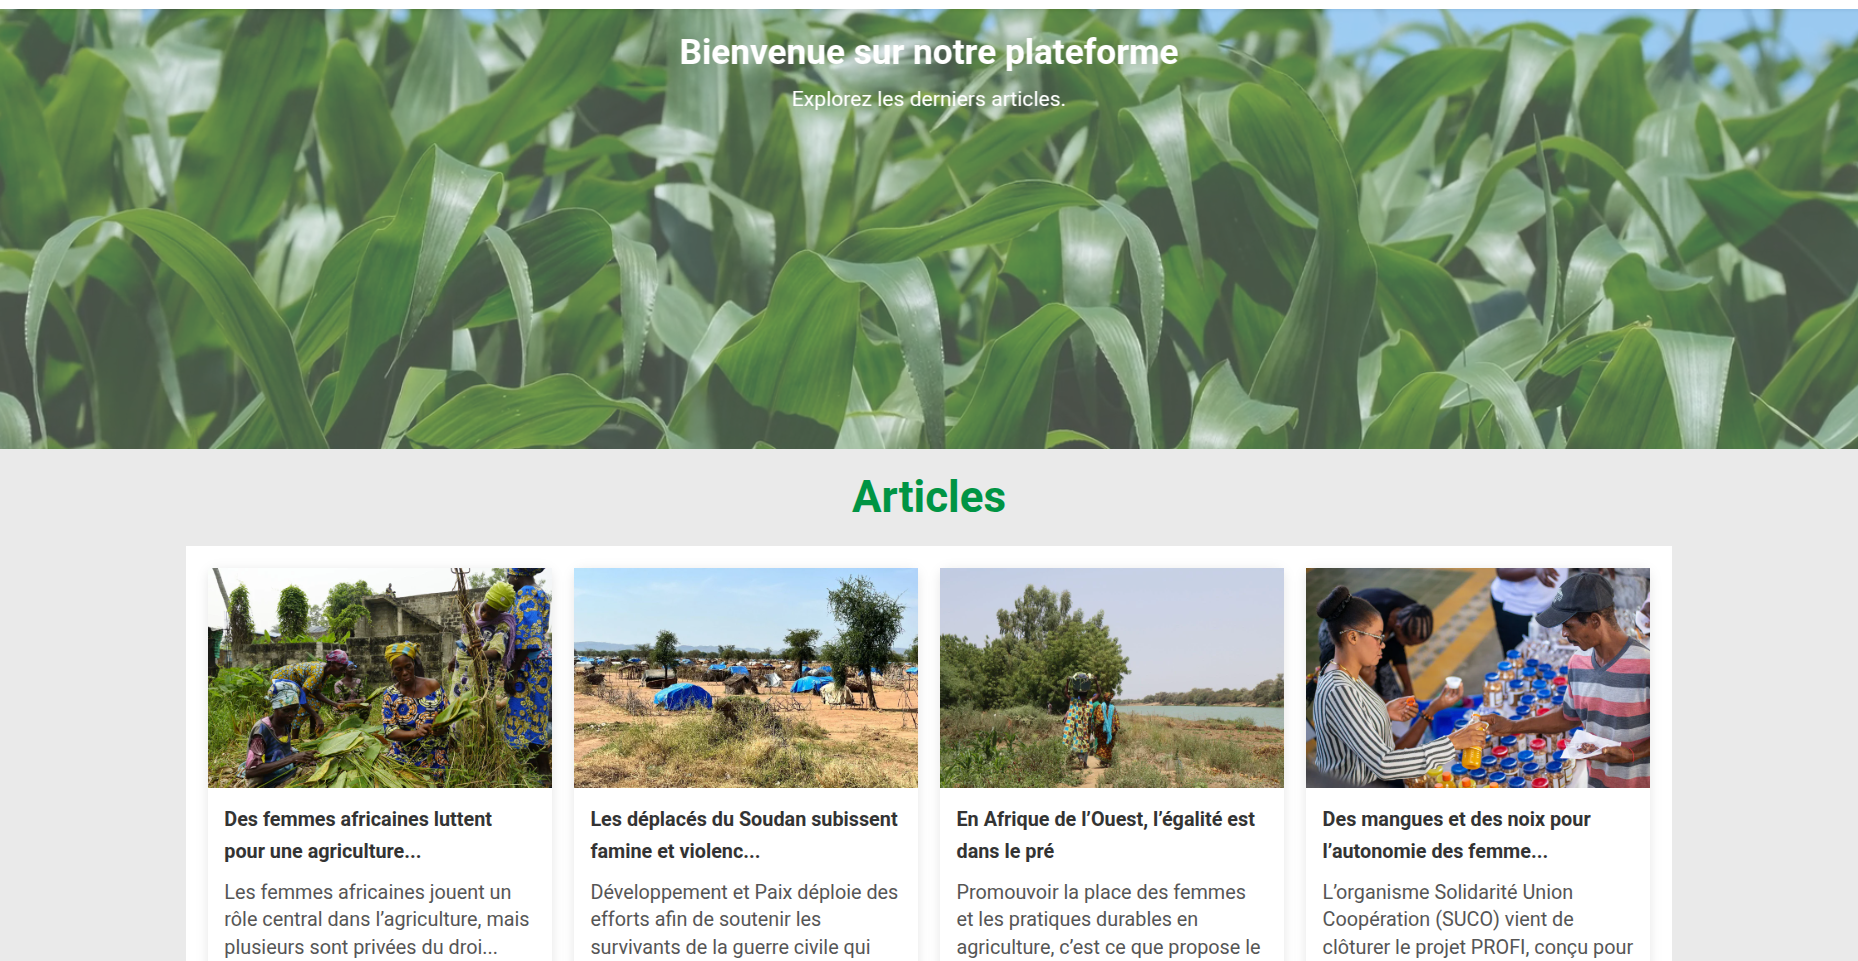 Bienvenue sur notre plateforme
Explorez les derniers articles.
Articles
Des femmes africaines luttent
pour une agriculture...
Les femmes africaines jouent un
rôle central dans l’agriculture, mais
plusieurs sont privées du droi...
Les déplacés du Soudan subissent
famine et violenc...
Développement et Paix déploie des
efforts afin de soutenir les
survivants de la guerre civile qui
En Afrique de l’Ouest, l’égalité est
dans le pré
Promouvoir la place des femmes
et les pratiques durables en
agriculture, c’est ce que propose le
Des mangues et des noix pour
l’autonomie des femme...
L’organisme Solidarité Union
Coopération (SUCO) vient de
clôturer le projet PROFI, conçu pour